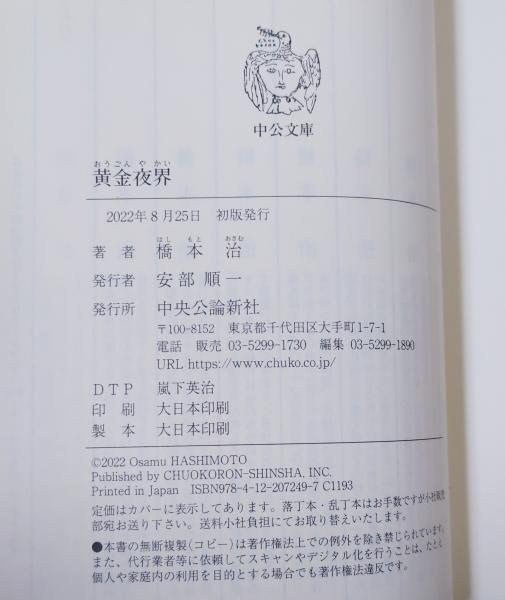 chuo
bunko
中公文庫
おうごん や かい
黄金夜界
2022年8月25日 初版発行
はし もと おさむ
著者 橋本 治
発行者 安部順一
発行所 中央公論新社
〒100-8152 東京都千代田区大手町1-7-1
電話 販売 03-5299-1730 編集 03-5299-1890
URL https://www.chuko.co.jp/
DTP 嵐下英治
印刷 大日本印刷
製本 大日本印刷
©2022 Osamu HASHIMOTO
Published by CHUOKORON-SHINSHA, INC.
Printed in Japan ISBN978-4-12-207249-7 C1193
定価はカバーに表示してあります。落丁本・乱丁本はお手数ですが小社販売
部宛お送り下さい。送料小社負担にてお取り替えいたします。
●本書の無断複製(コピー)は著作権法上での例外を除き禁じられています。
また、代行業者等に依頼してスキャンやデジタル化を行うことは、たとえ
個人や家庭内の利用を目的とする場合でも著作権法違反です。